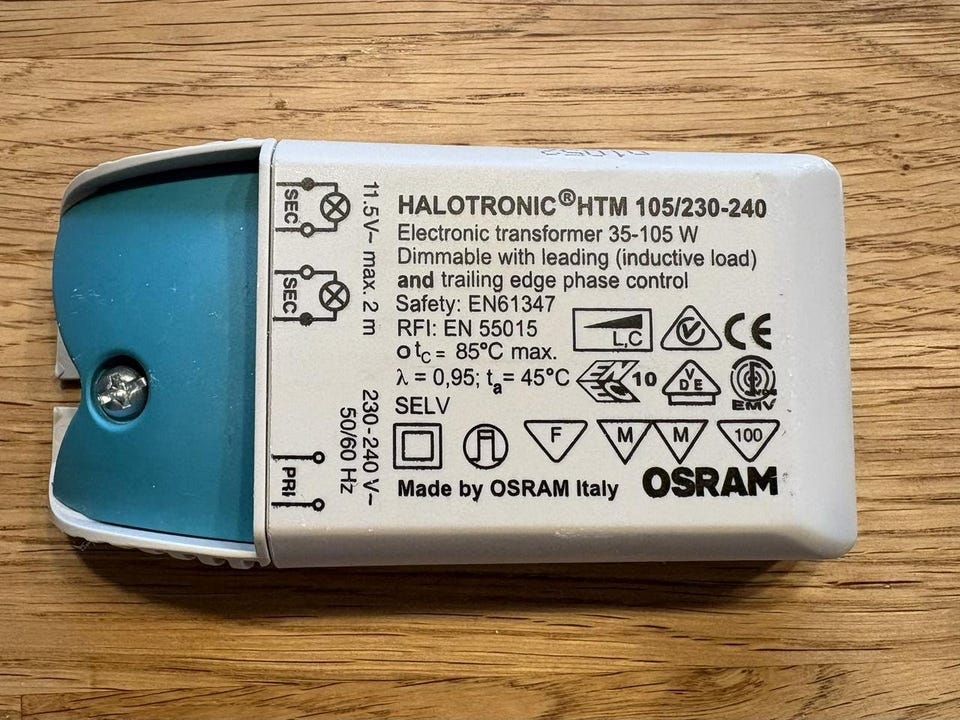 SEC
SEC
11.5V~ max. 2 m
230-240 V~
50/60 Hz
PRI
HALOTRONIC®HTM 105/230-240
Electronic transformer 35-105 W
Dimmable with leading (inductive load)
and trailing edge phase control
Safety: EN61347
RFI: EN 55015
tc = 85°C max.
λ = 0,95; ta= 45°C
SELV
L,C
CE
ENEC 10
VDE
VDE
EMV
F
M
M
100
Made by OSRAM Italy
OSRAM